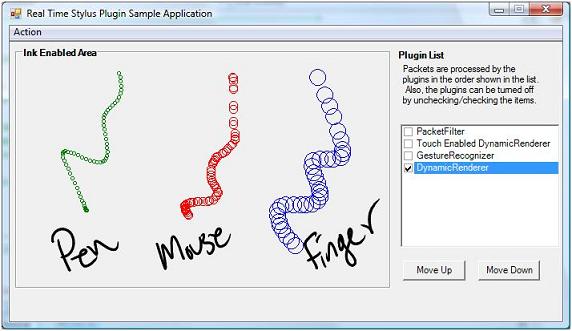 Real Time Stylus Plugin Sample Application
Action
Ink Enabled Area
Pen
Mouse
Finger
Plugin List
Packets are processed by the
plugins in the order shown in the list.
Also, the plugins can be turned off
by unchecking/checking the items.
PacketFilter
Touch Enabled DynamicRenderer
GestureRecognizer
DynamicRenderer
Move Up
Move Down